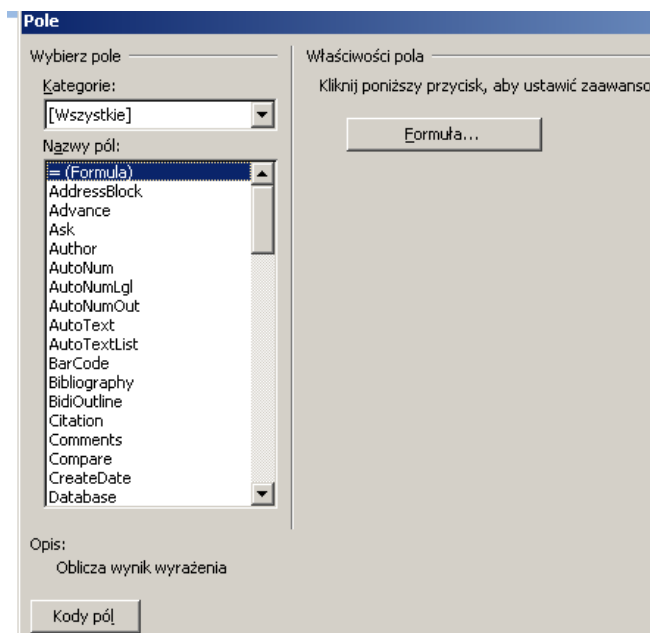 Pole
Wybierz pole
Kategorie:
[Wszystkie]
Nazwy pól:
= (Formula)
AddressBlock
Advance
Ask
Author
AutoNum
AutoNumLgl
AutoNumOut
AutoText
AutoTextList
BarCode
Bibliography
BidiOutline
Citation
Comments
Compare
CreateDate
Database
Właściwości pola
Kliknij poniższy przycisk, aby ustawić zaawanso
Formuła...
Opis:
Oblicza wynik wyrażenia
Kody pól